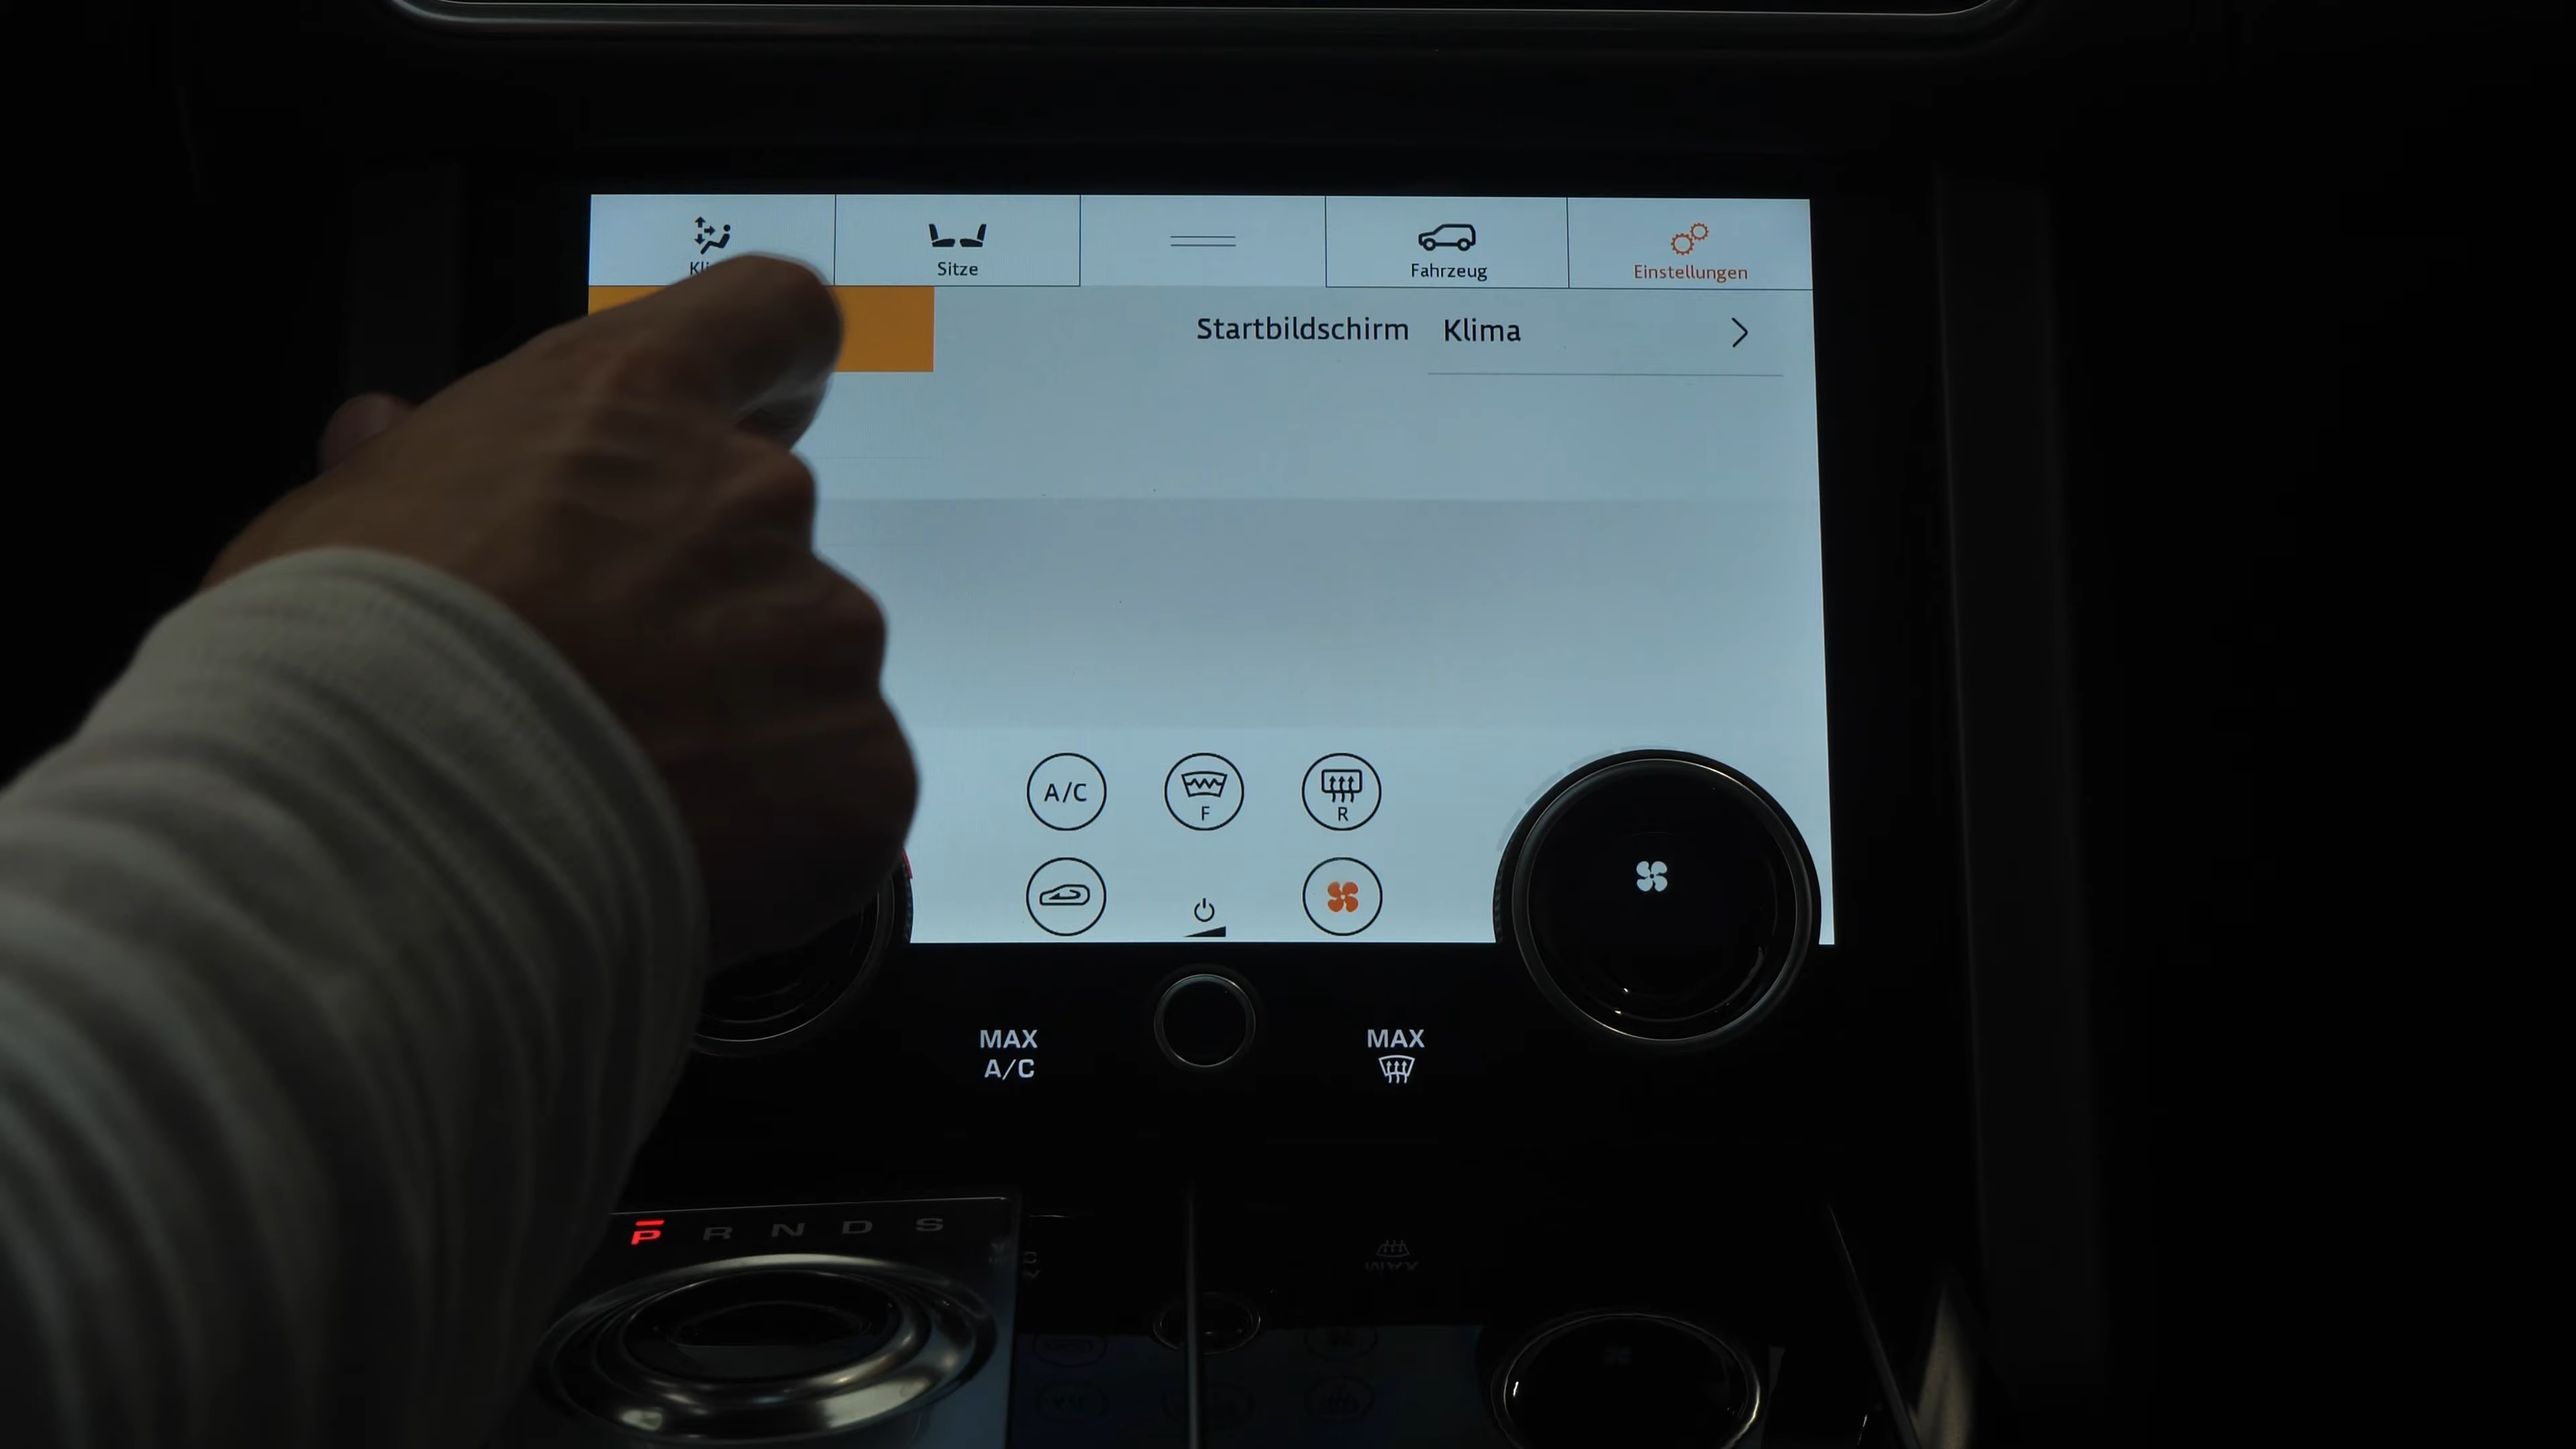 Sitze
Fahrzeug
Einstellungen
Startbildschirm Klima
A/C
F
R
MAX
A/C
MAX
P R N D S